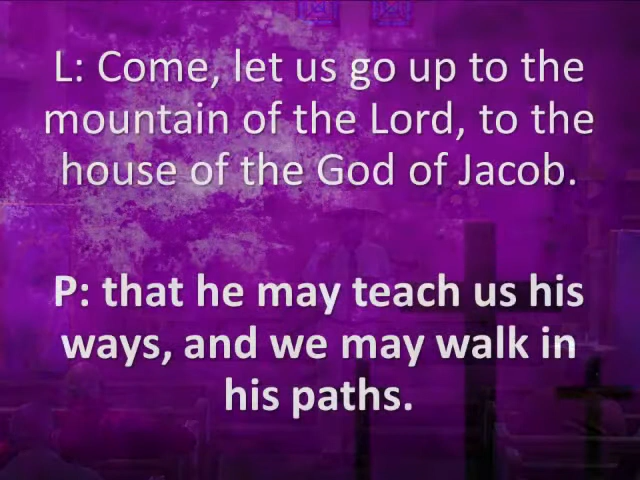 L: Come, let us go up to the
mountain of the Lord, to the
house of the God of Jacob.
P: that he may teach us his
ways, and we may walk in
his paths.